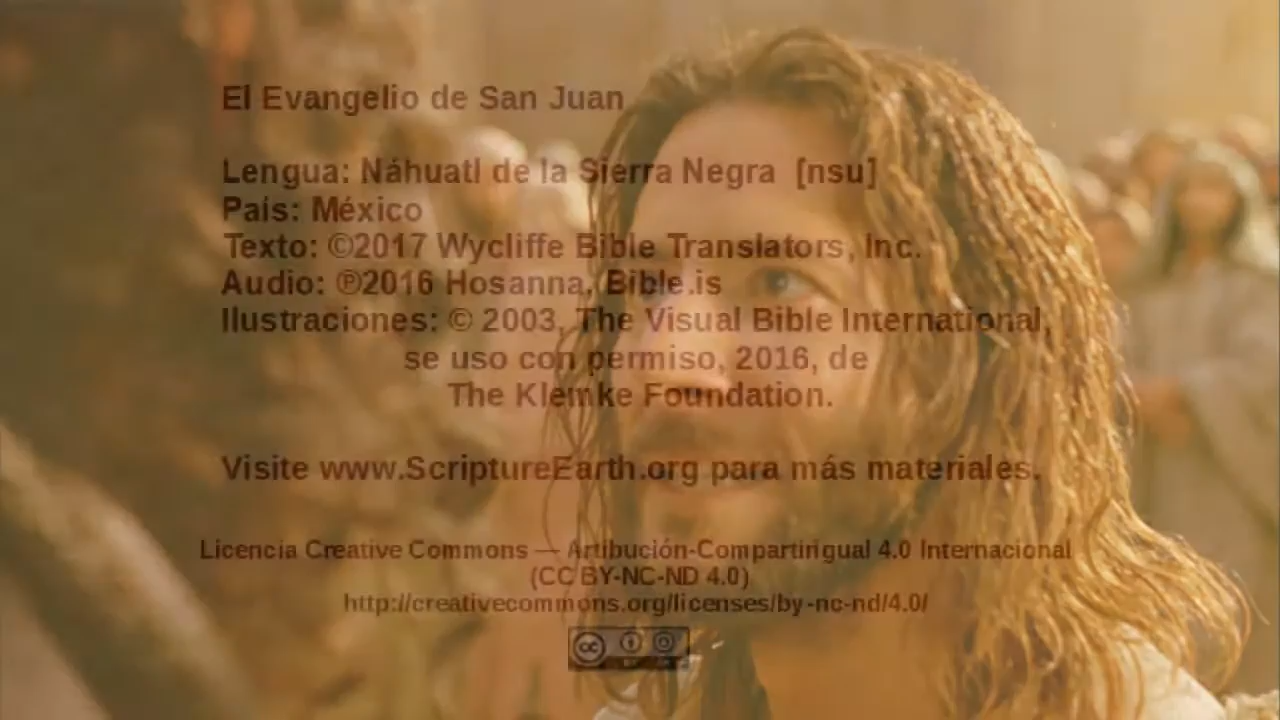 El Evangelio de San Juan
Lengua: Náhuatl de la Sierra Negra [nsu]
País: México
Texto: ©2017 Wycliffe Bible Translators, Inc.
Audio: ℗2016 Hosanna, Bible.is
Ilustraciones: © 2003, The Visual Bible International,
se uso con permiso, 2016, de
The Klemke Foundation.
Visite www.ScriptureEarth.org para más materiales.
Licencia Creative Commons — Artibución-Compartirigual 4.0 Internacional
(CC BY-NC-ND 4.0)
http://creativecommons.org/licenses/by-nc-nd/4.0/
cc